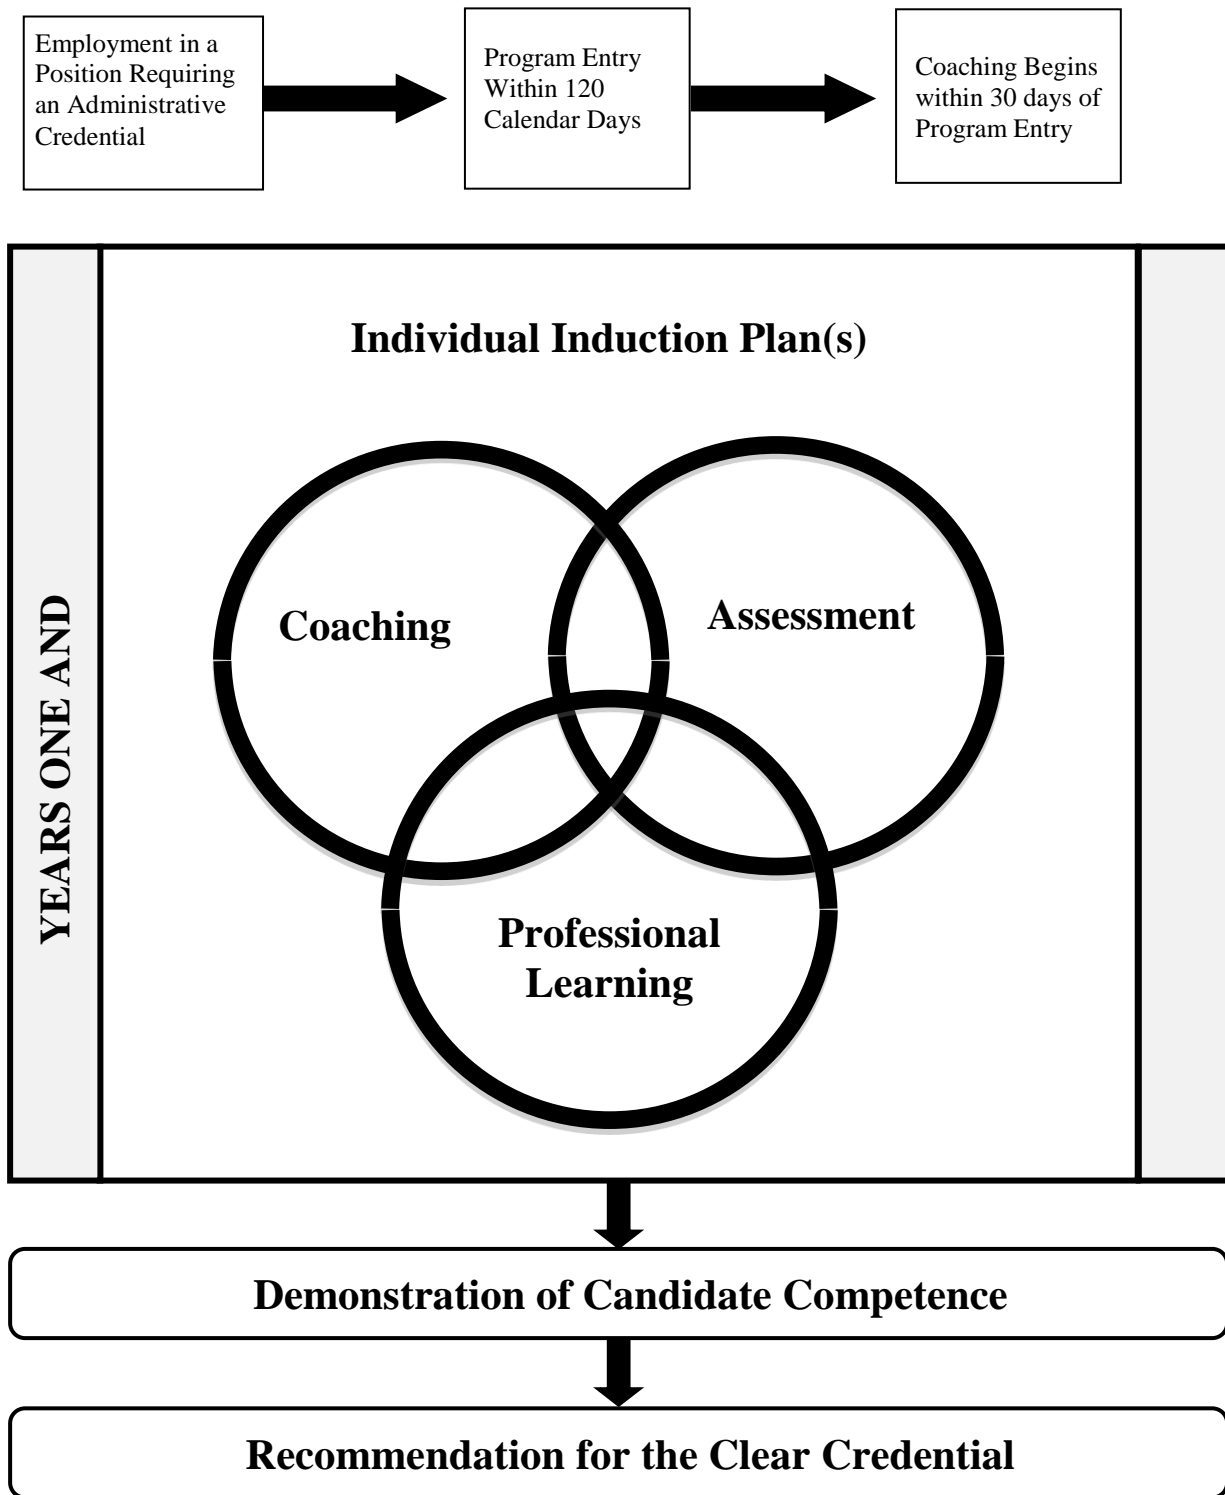 Employment in a
Position Requiring
an Administrative
Credential
Program Entry
Within 120
Calendar Days
Coaching Begins
within 30 days of
Program Entry
Individual Induction Plan(s)
YEARS ONE AND
Coaching
Assessment
Professional
Learning
Demonstration of Candidate Competence
Recommendation for the Clear Credential